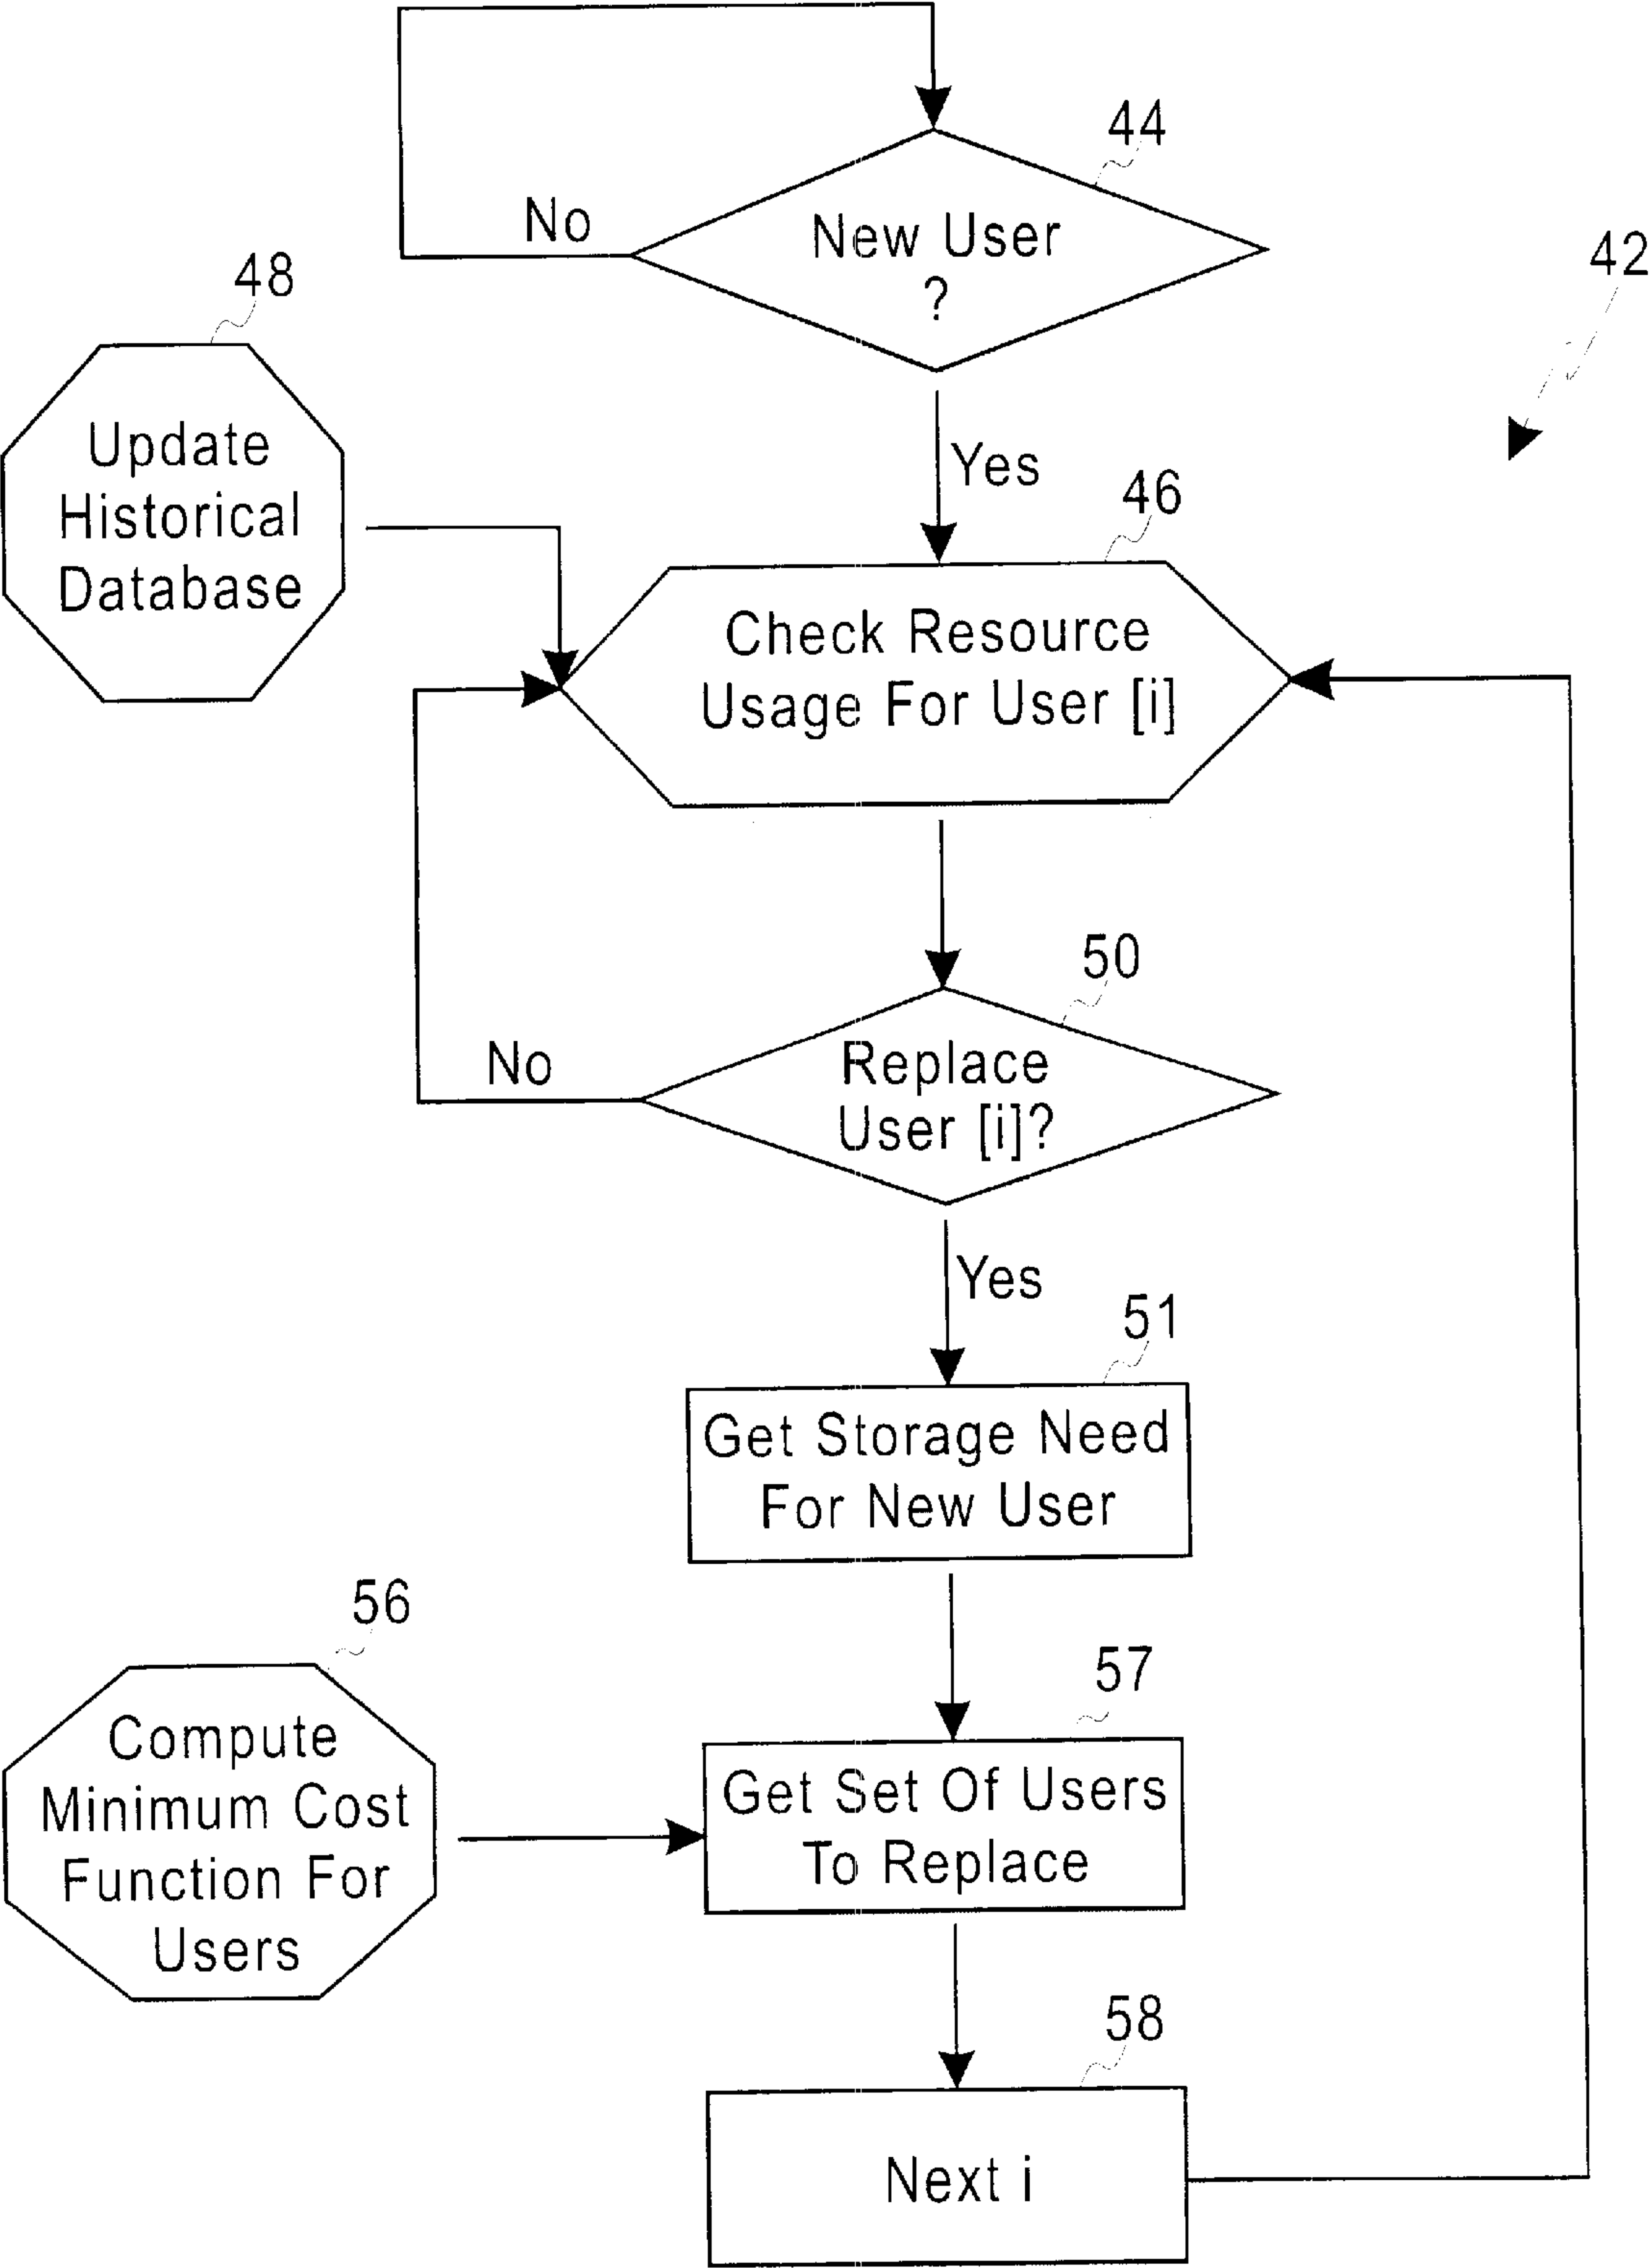 44
No
New User
?
42
48
Update
Historical
Database
Yes
46
Check Resource
Usage For User [i]
50
No
Replace
User [i]?
Yes
51
Get Storage Need
For New User
56
57
Compute
Minimum Cost
Function For
Users
Get Set Of Users
To Replace
58
Next i